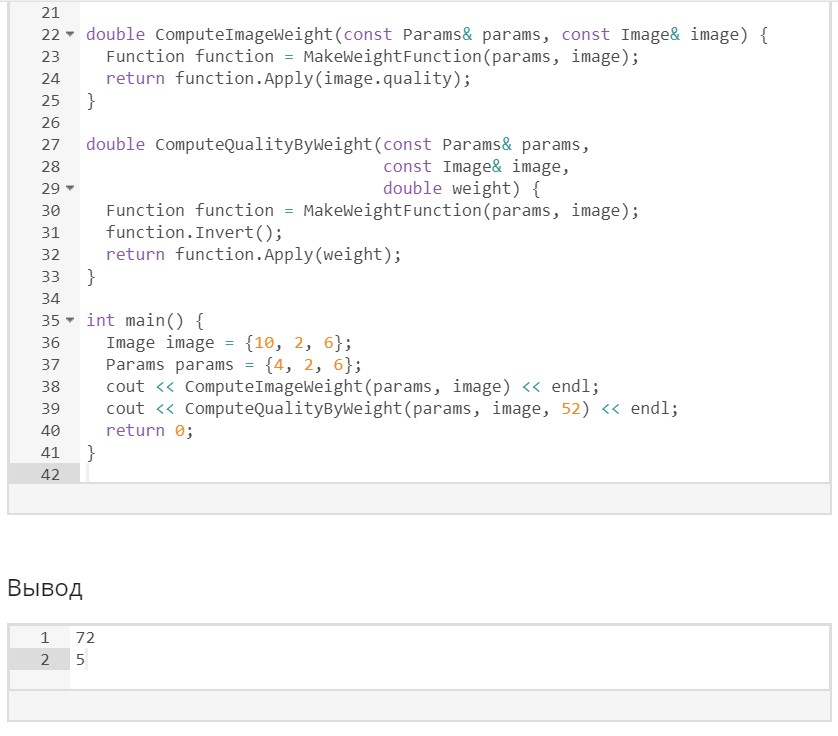 21
22 double ComputeImageWeight(const Params& params, const Image& image) {
23   Function function = MakeWeightFunction(params, image);
24   return function.Apply(image.quality);
25 }
26
27 double ComputeQualityByWeight(const Params& params,
28                               const Image& image,
29                               double weight) {
30   Function function = MakeWeightFunction(params, image);
31   function.Invert();
32   return function.Apply(weight);
33 }
34
35 int main() {
36   Image image = {10, 2, 6};
37   Params params = {4, 2, 6};
38   cout << ComputeImageWeight(params, image) << endl;
39   cout << ComputeQualityByWeight(params, image, 52) << endl;
40   return 0;
41 }
42
Вывод
1 72
2 5